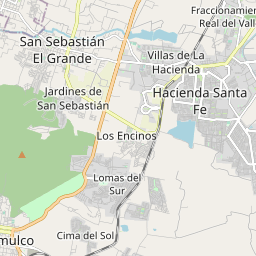 Fraccionamien
Real del Valle
San Sebastián
El Grande
Villas de La
Hacienda
Jardines de
San Sebastián
Hacienda Santa
Fe
Los Encinos
Lomas del
Sur
Cima del Sol
mulco